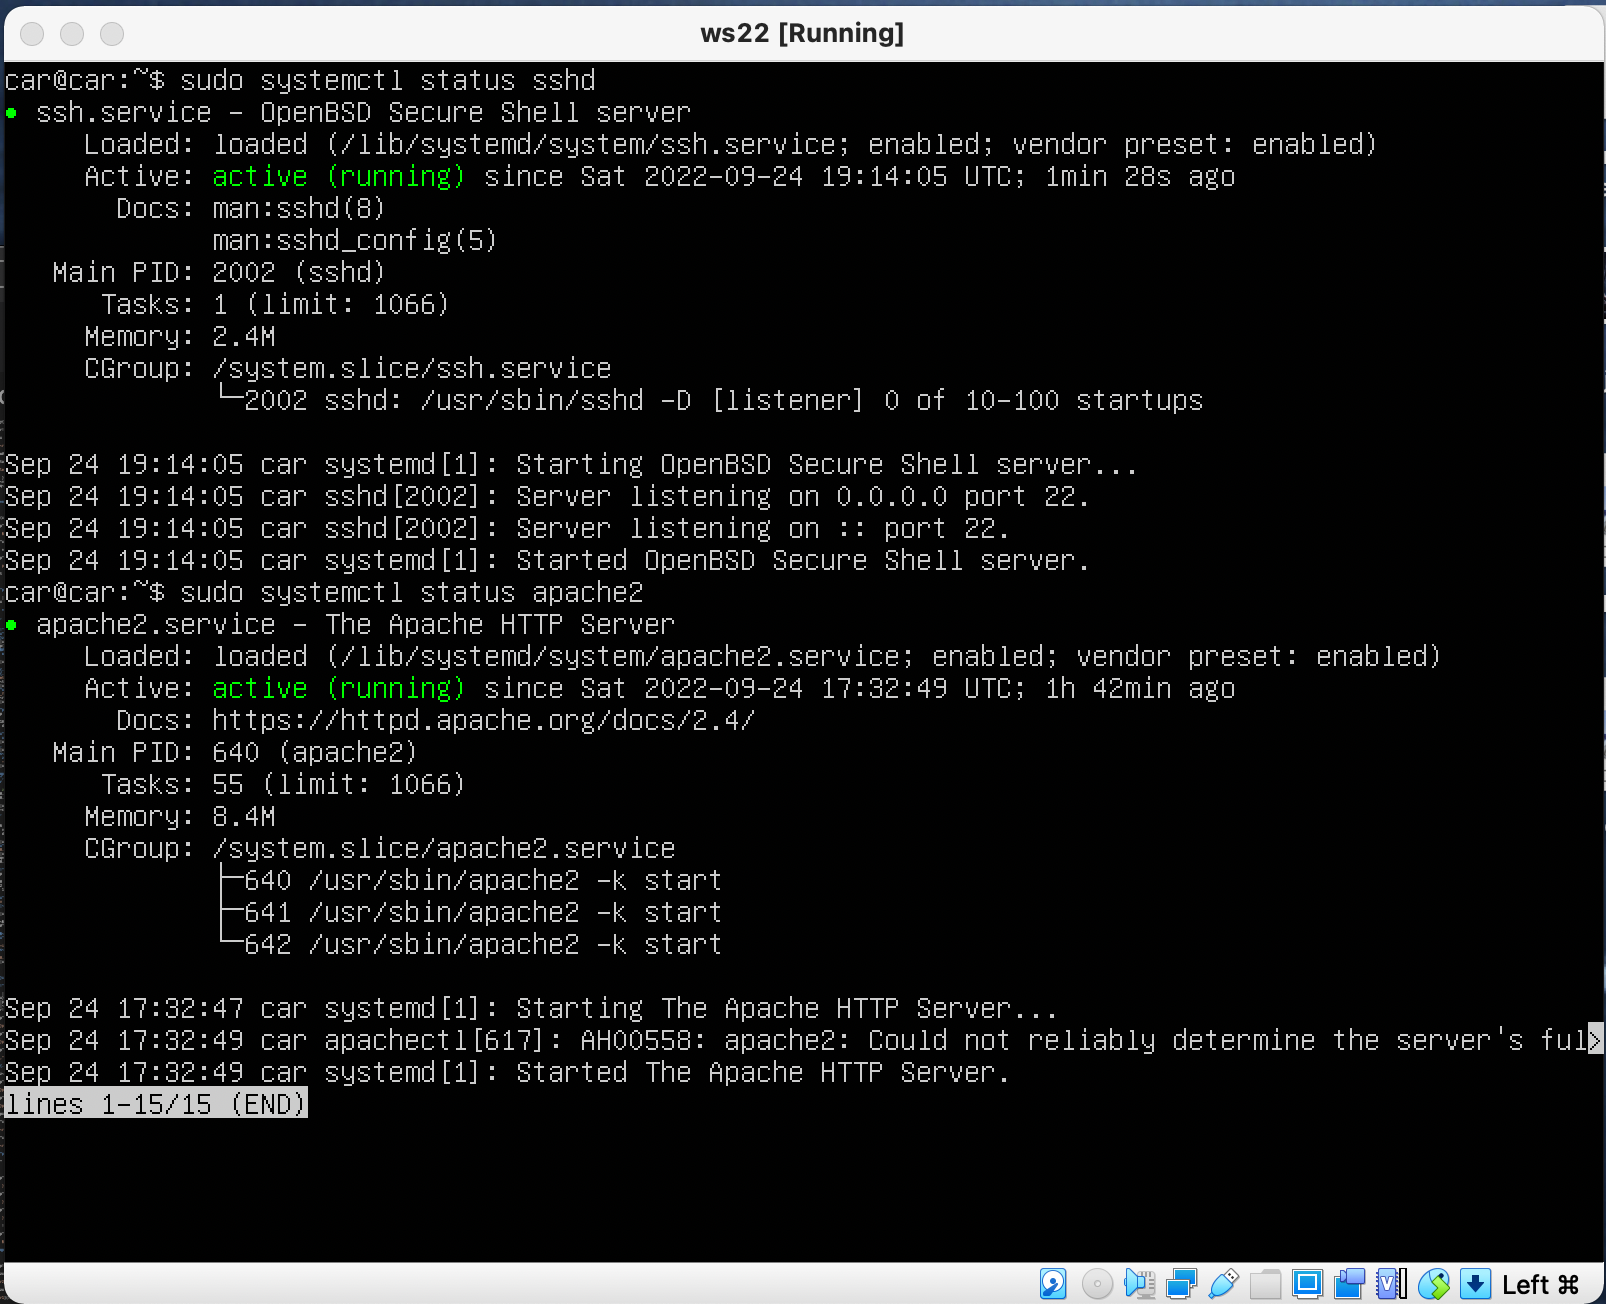 ws22 [Running]
car@car:~$ sudo systemctl status sshd
● ssh.service - OpenBSD Secure Shell server
     Loaded: loaded (/lib/systemd/system/ssh.service; enabled; vendor preset: enabled)
     Active: active (running) since Sat 2022-09-24 19:14:05 UTC; 1min 28s ago
       Docs: man:sshd(8)
             man:sshd_config(5)
   Main PID: 2002 (sshd)
      Tasks: 1 (limit: 1066)
     Memory: 2.4M
     CGroup: /system.slice/ssh.service
             └─2002 sshd: /usr/sbin/sshd -D [listener] 0 of 10-100 startups
Sep 24 19:14:05 car systemd[1]: Starting OpenBSD Secure Shell server...
Sep 24 19:14:05 car sshd[2002]: Server listening on 0.0.0.0 port 22.
Sep 24 19:14:05 car sshd[2002]: Server listening on :: port 22.
Sep 24 19:14:05 car systemd[1]: Started OpenBSD Secure Shell server.
car@car:~$ sudo systemctl status apache2
● apache2.service - The Apache HTTP Server
     Loaded: loaded (/lib/systemd/system/apache2.service; enabled; vendor preset: enabled)
     Active: active (running) since Sat 2022-09-24 17:32:49 UTC; 1h 42min ago
       Docs: https://httpd.apache.org/docs/2.4/
   Main PID: 640 (apache2)
      Tasks: 55 (limit: 1066)
     Memory: 8.4M
     CGroup: /system.slice/apache2.service
             ├─640 /usr/sbin/apache2 -k start
             ├─641 /usr/sbin/apache2 -k start
             └─642 /usr/sbin/apache2 -k start
Sep 24 17:32:47 car systemd[1]: Starting The Apache HTTP Server...
Sep 24 17:32:49 car apachectl[617]: AH00558: apache2: Could not reliably determine the server's ful>
Sep 24 17:32:49 car systemd[1]: Started The Apache HTTP Server.
lines 1-15/15 (END)
Left ⌘